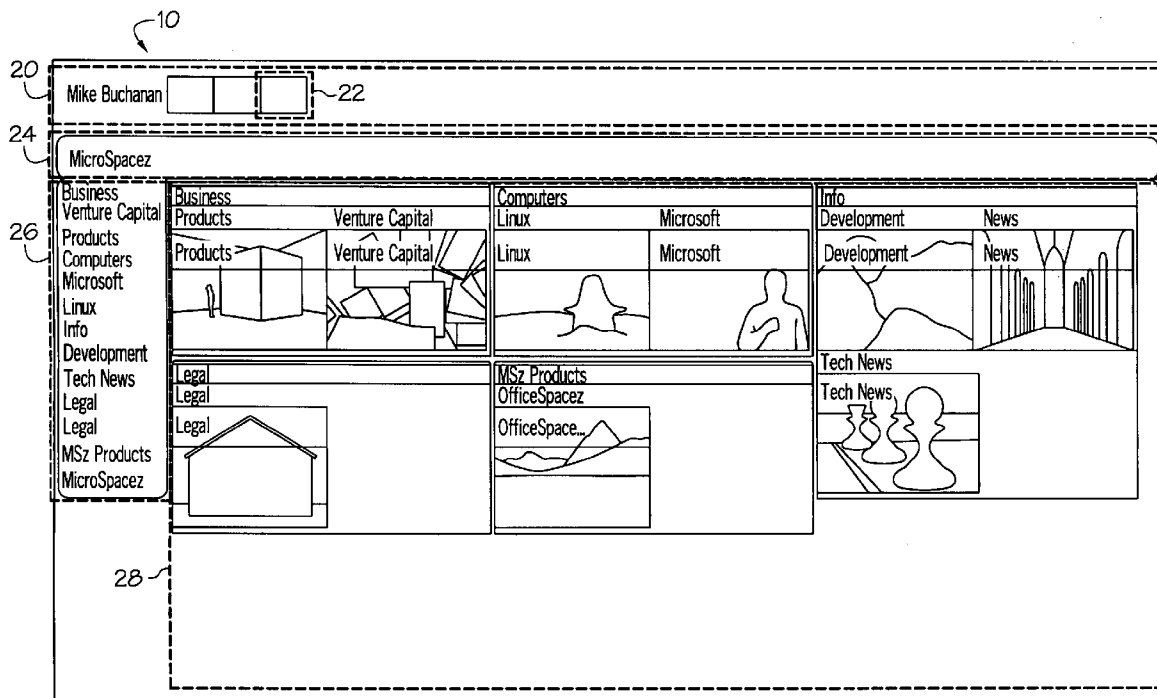 10
20
Mike Buchanan
22
24
MicroSpacez
26
Business
Venture Capital
Products
Computers
Microsoft
Linux
Info
Development
Tech News
Legal
Legal
MSz Products
MicroSpacez
Business
Products Venture Capital
Products Venture Capital
Computers
Linux Microsoft
Linux Microsoft
Info
Development News
Development News
Tech News
Tech News
Legal
Legal
Legal
MSz Products
OfficeSpacez
OfficeSpace...
28